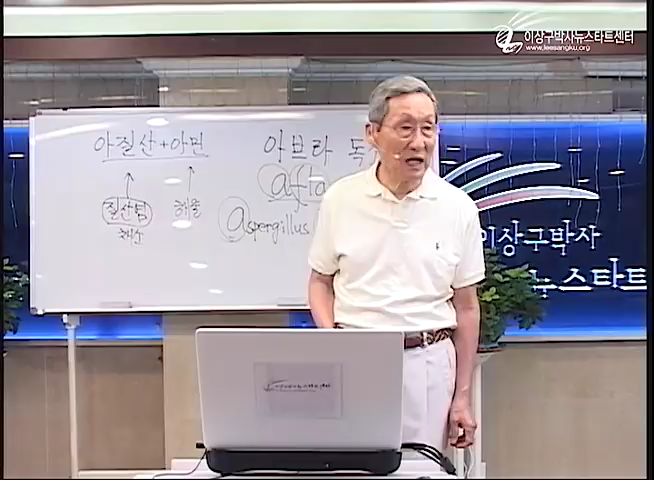 이상구박사뉴스타트센터
www.leesangku.org
아질산+아민
아브라 독
질산염
해물
채소
afla
aspergillus
이상구박사
뉴스타트